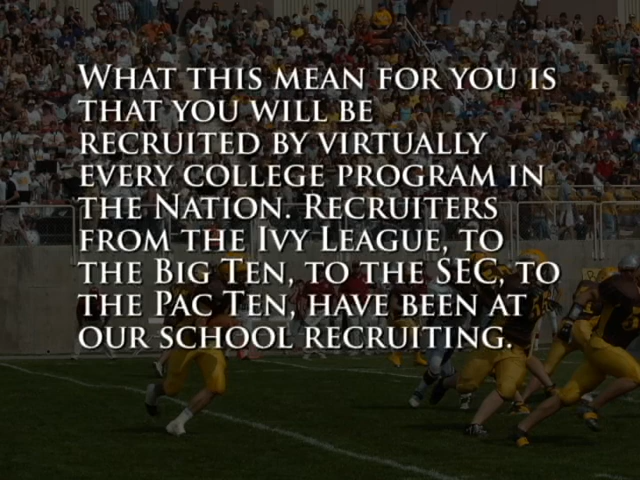 What this mean for you is
that you will be
recruited by virtually
every college program in
the Nation. Recruiters
from the Ivy League, to
the Big Ten, to the SEC, to
the Pac Ten, have been at
our school recruiting.